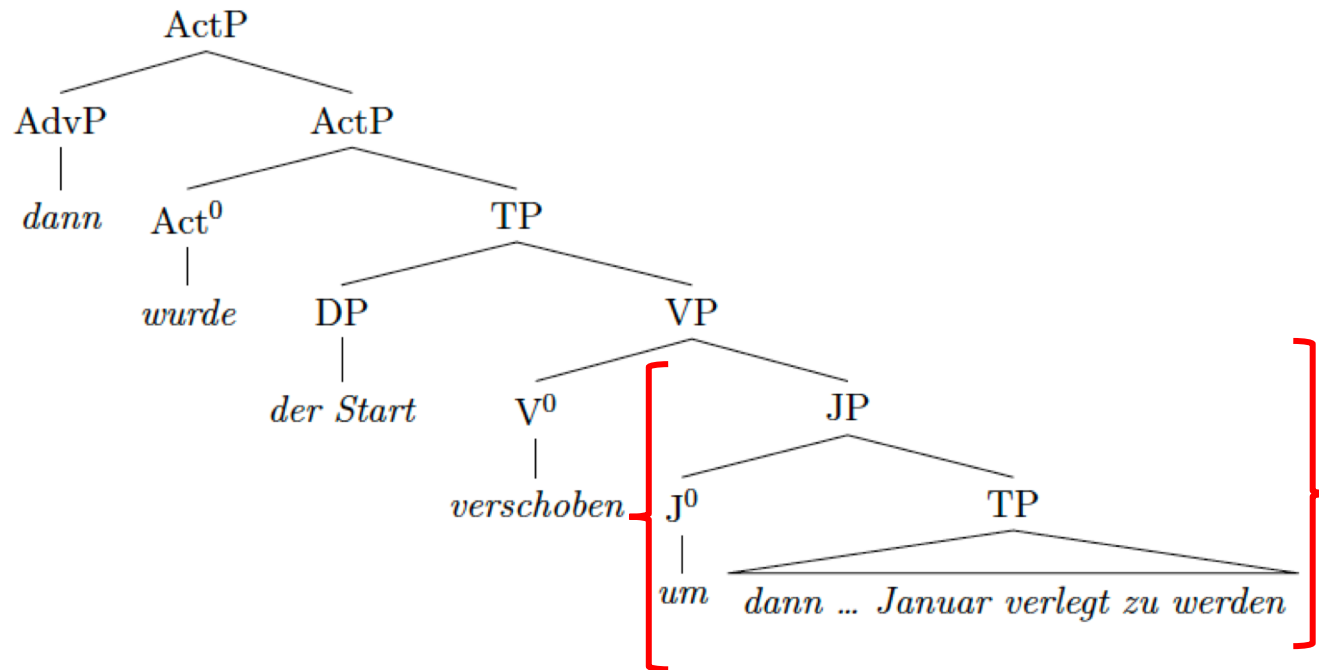 ActP
AdvP ActP
dann Act⁰ TP
wurde DP VP
der Start V⁰ JP
verschoben J⁰ TP
um dann ... Januar verlegt zu werden